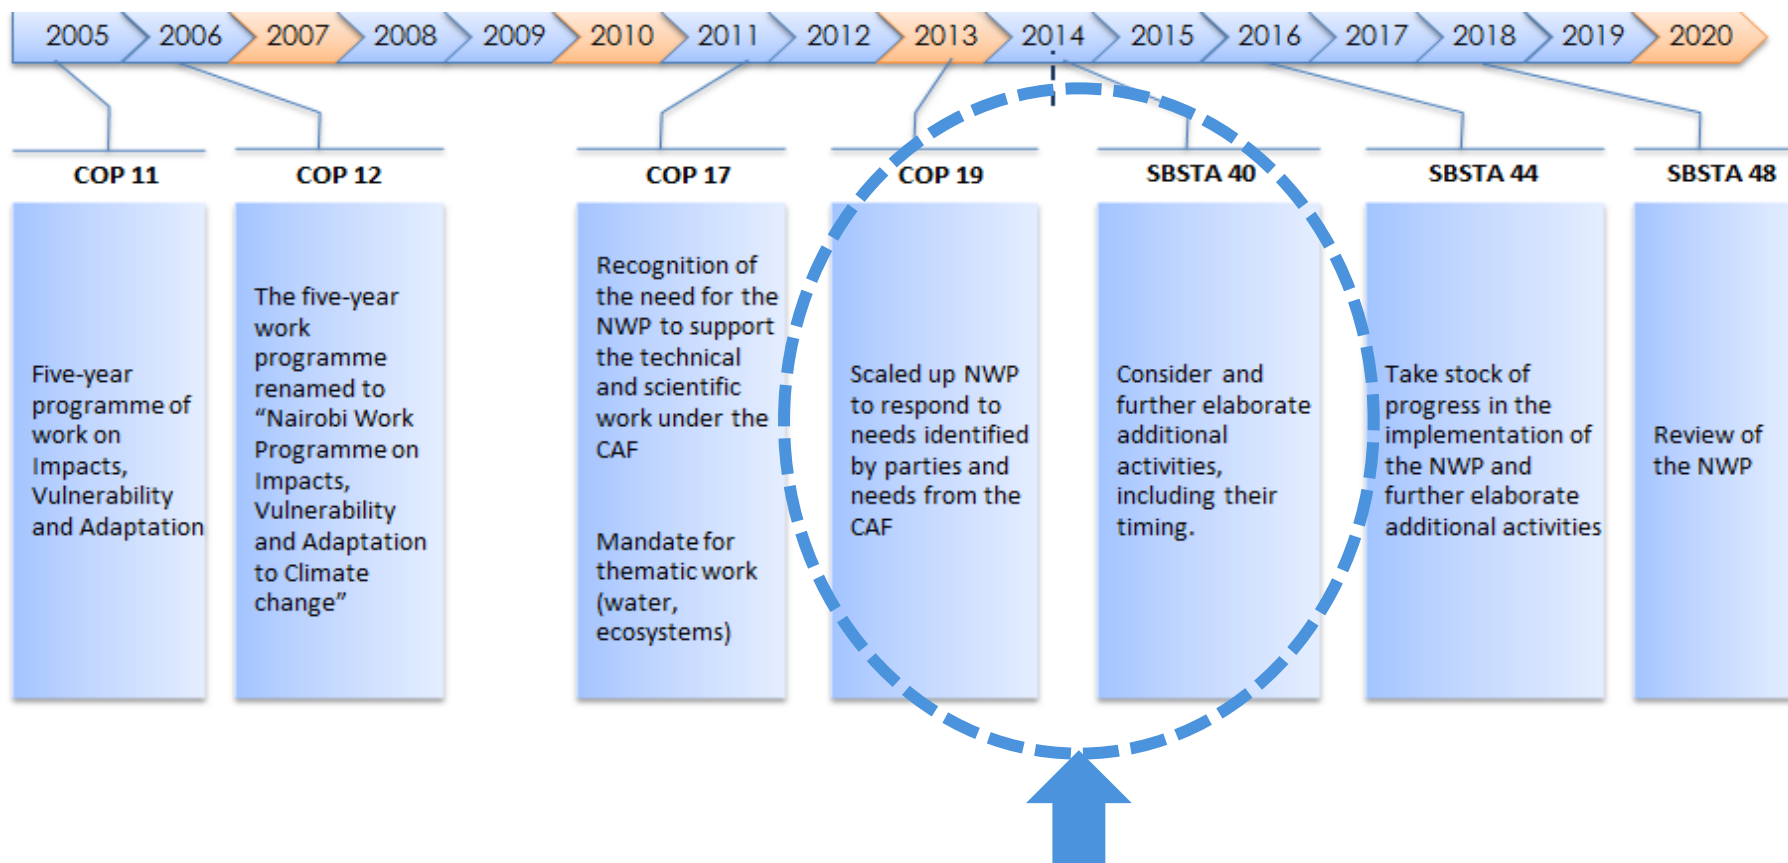 2005 2006 2007 2008 2009 2010 2011 2012 2013 2014 2015 2016 2017 2018 2019 2020
COP 11
Five-year
programme of
work on
Impacts,
Vulnerability
and Adaptation
COP 12
The five-year
work
programme
renamed to
“Nairobi Work
Programme on
Impacts,
Vulnerability
and Adaptation
to Climate
change”
COP 17
Recognition of
the need for the
NWP to support
the technical
and scientific
work under the
CAF
Mandate for
thematic work
(water,
ecosystems)
COP 19
Scaled up NWP
to respond to
needs identified
by parties and
needs from the
CAF
SBSTA 40
Consider and
further elaborate
additional
activities,
including their
timing.
SBSTA 44
Take stock of
progress in the
implementation of
the NWP and
further elaborate
additional activities
SBSTA 48
Review of
the NWP